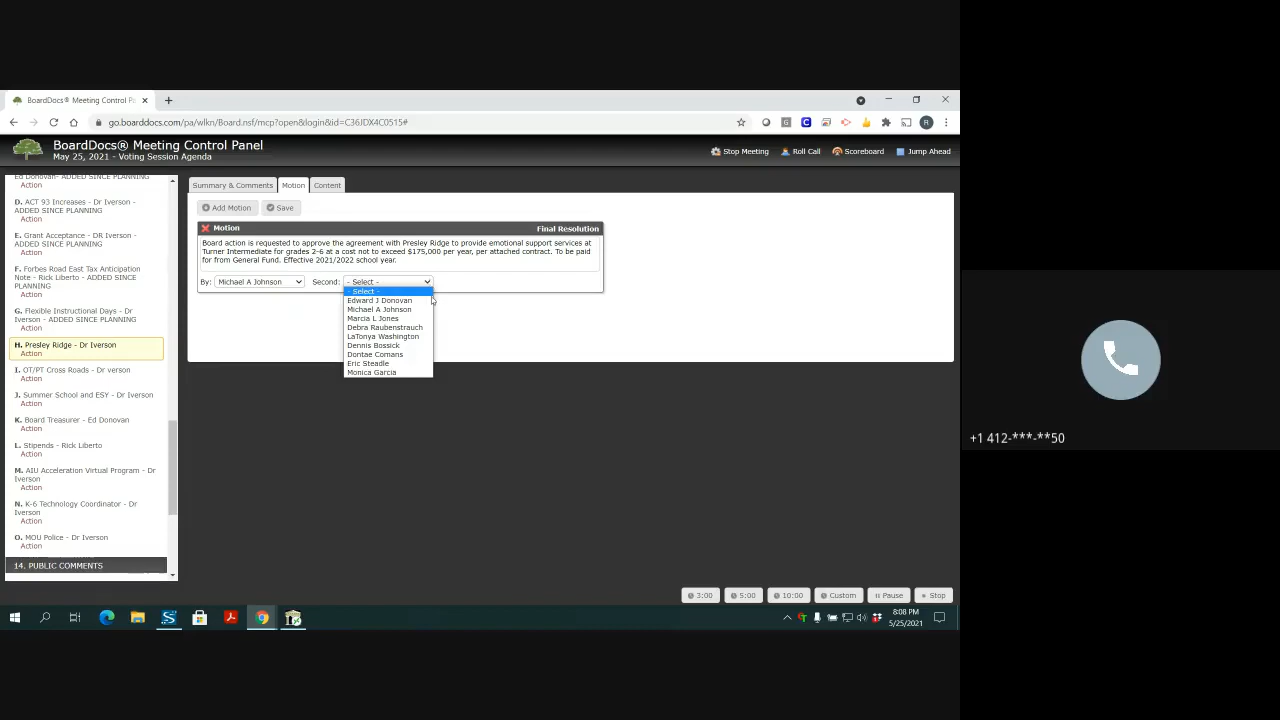 BoardDocs® Meeting Control Pa
go.boarddocs.com/pa/wlkn/Board.nsf/mcp?open&login&id=C36JDX4C0515#
BoardDocs® Meeting Control Panel
May 25, 2021 - Voting Session Agenda
Stop Meeting
Roll Call
Scoreboard
Jump Ahead
Ed Donovan- ADDED SINCE PLANNING
Action
D. ACT 93 Increases - Dr Iverson -
ADDED SINCE PLANNING
Action
E. Grant Acceptance - DR Iverson -
ADDED SINCE PLANNING
Action
F. Forbes Road East Tax Anticipation
Note - Rick Liberto - ADDED SINCE
PLANNING
Action
G. Flexible Instructional Days - Dr
Iverson - ADDED SINCE PLANNING
Action
H. Presley Ridge - Dr Iverson
Action
I. OT/PT Cross Roads - Dr verson
Action
J. Summer School and ESY - Dr Iverson
Action
K. Board Treasurer - Ed Donovan
Action
L. Stipends - Rick Liberto
Action
M. AIU Acceleration Virtual Program - Dr
Iverson
Action
N. K-6 Technology Coordinator - Dr
Iverson
Action
O. MOU Police - Dr Iverson
Action
14. PUBLIC COMMENTS
Summary & Comments
Motion
Content
Add Motion
Save
Motion
Final Resolution
Board action is requested to approve the agreement with Presley Ridge to provide emotional support services at
Turner Intermediate for grades 2-6 at a cost not to exceed $175,000 per year, per attached contract. To be paid
for from General Fund. Effective 2021/2022 school year.
By: Michael A Johnson Second: - Select -
- Select -
Edward J Donovan
Michael A Johnson
Marcia L Jones
Debra Raubenstrauch
LaTonya Washington
Dennis Bossick
Dontae Comans
Eric Steadle
Monica Garcia
3:00
5:00
10:00
Custom
Pause
Stop
8:08 PM
5/25/2021
+1 412-***-**50